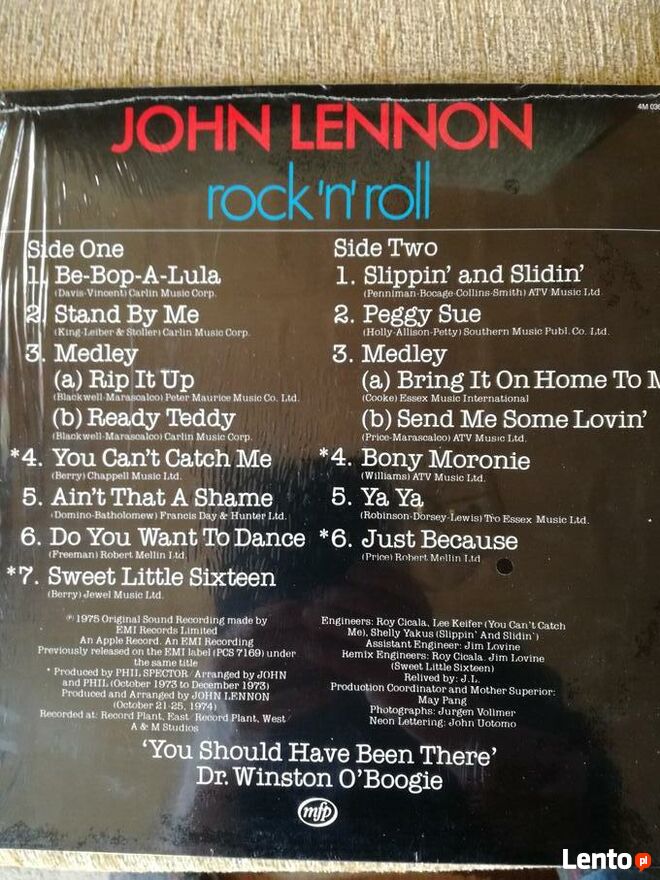 4M 036
JOHN LENNON
rock 'n' roll
Side One
1. Be-Bop-A-Lula
(Davis-Vincent) Carlin Music Corp.
2. Stand By Me
(King-Leiber & Stoller) Carlin Music Corp.
3. Medley
(a) Rip It Up
(Blackwell-Marascalco) Peter Maurice Music Co. Ltd.
(b) Ready Teddy
(Blackwell-Marascalco) Carlin Music Corp.
*4. You Can't Catch Me
(Berry) Chappell Music Ltd.
5. Ain't That A Shame
(Domino-Batholomew) Francis Day & Hunter Ltd.
6. Do You Want To Dance
(Freeman) Robert Mellin Ltd.
*7. Sweet Little Sixteen
(Berry) Jewel Music Ltd.
Side Two
1. Slippin' and Slidin'
(Penniman-Bocage-Collins-Smith) ATV Music Ltd.
2. Peggy Sue
(Holly-Allison-Petty) Southern Music Publ. Co. Ltd.
3. Medley
(a) Bring It On Home To M
(Cooke) Essex Music International
(b) Send Me Some Lovin'
(Price-Marascalco) ATV Music Ltd.
*4. Bony Moronie
(Williams) ATV Music Ltd.
5. Ya Ya
(Robinson-Dorsey-Lewis) Tro Essex Music Ltd.
*6. Just Because
(Price) Robert Mellin Ltd
℗ 1975 Original Sound Recording made by
EMI Records Limited
An Apple Record. An EMI Recording
Previously released on the EMI label (PCS 7169) under
the same title
* Produced by PHIL SPECTOR/Arranged by JOHN
and PHIL (October 1973 to December 1973)
Produced and Arranged by JOHN LENNON
(October 21-25, 1974)
Recorded at: Record Plant, East/Record Plant, West/
A & M Studios
Engineers: Roy Cicala, Lee Keifer (You Can't Catch
Me), Shelly Yakus (Slippin' And Slidin')
Assistant Engineer: Jim Lovine
Remix Engineers: Roy Cicala. Jim Lovine
(Sweet Little Sixteen)
Relived by: J.L.
Production Coordinator and Mother Superior:
May Pang
Photographs: Jurgen Vollmer
Neon Lettering: John Uotomo
'You Should Have Been There'
Dr. Winston O'Boogie
mfp
Lento pl